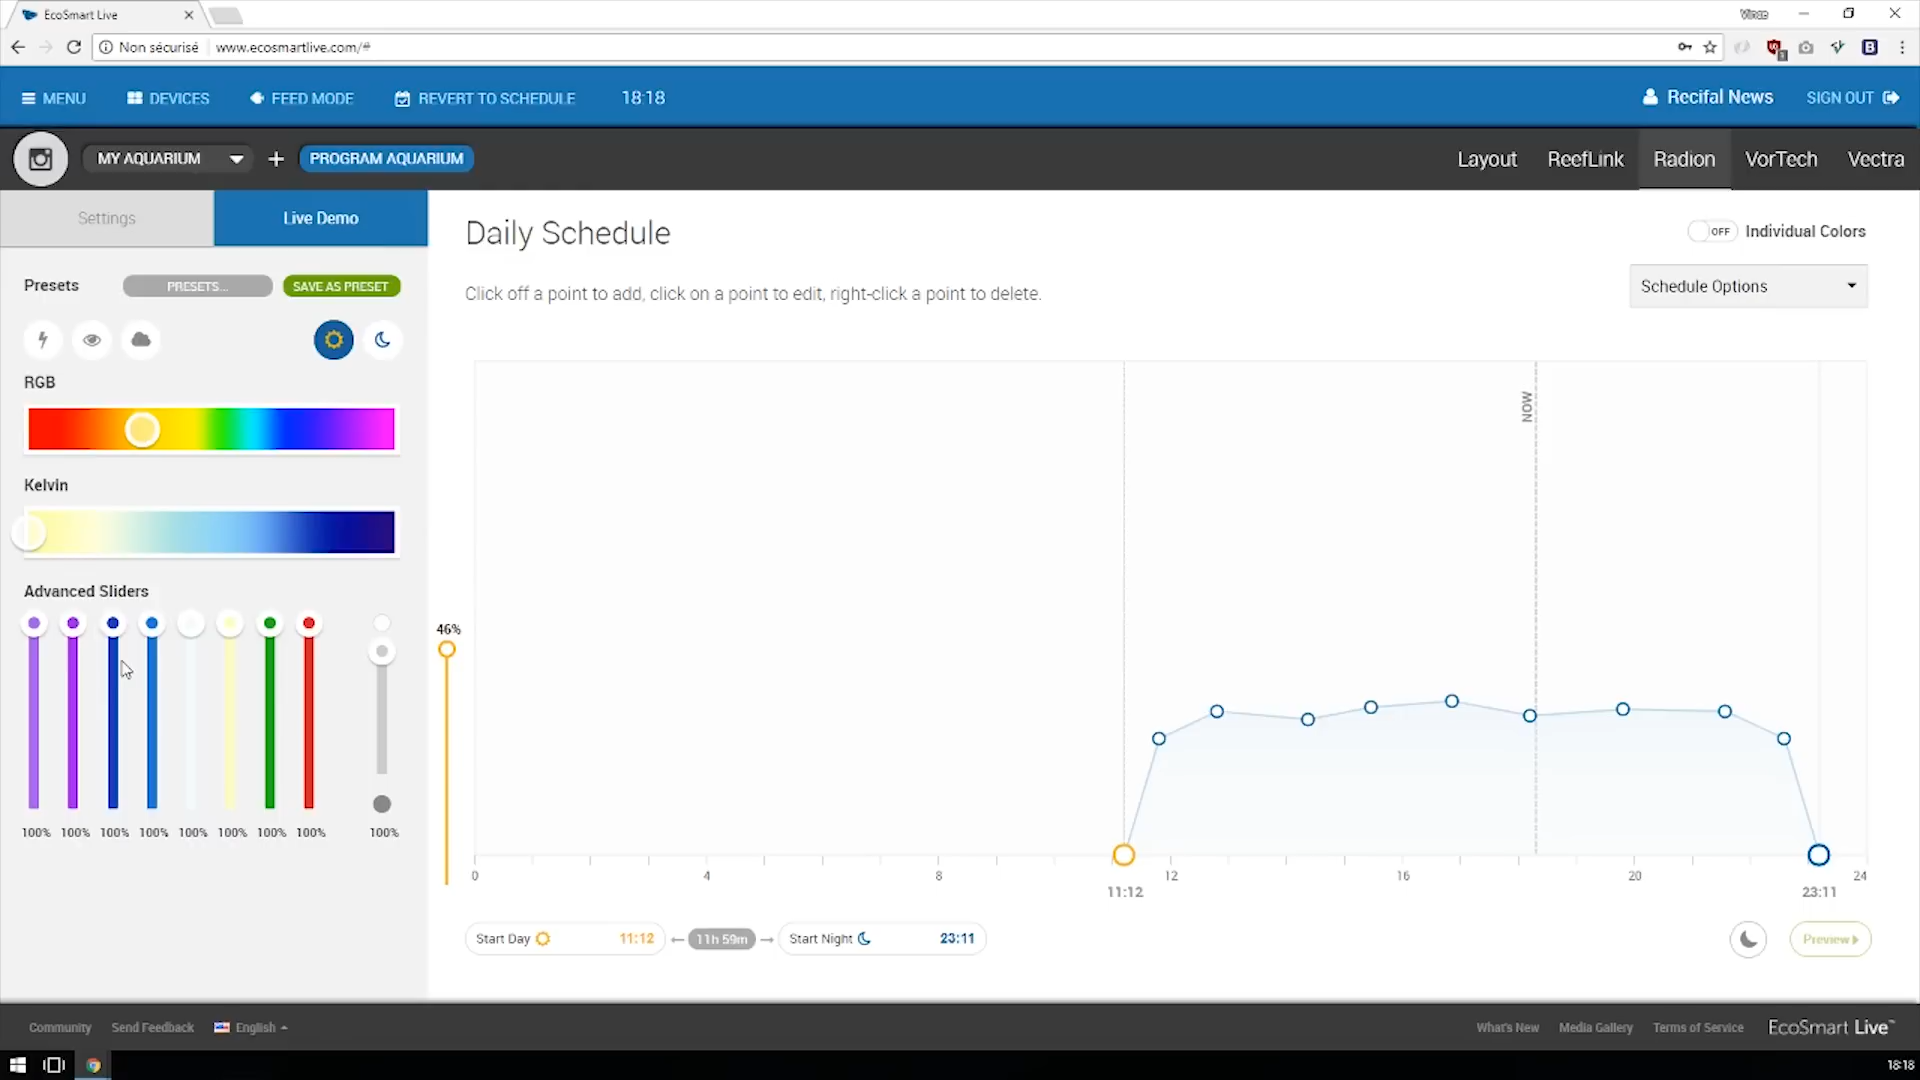 EcoSmart Live
Vince
Non sécurisé
www.ecosmartlive.com/#
MENU
DEVICES
FEED MODE
REVERT TO SCHEDULE
18:18
Recifal News
SIGN OUT
MY AQUARIUM
+
PROGRAM AQUARIUM
Layout
ReefLink
Radion
VorTech
Vectra
Settings
Live Demo
Daily Schedule
OFF
Individual Colors
Presets
PRESETS...
SAVE AS PRESET
Click off a point to add, click on a point to edit, right-click a point to delete.
Schedule Options
RGB
NOW
Kelvin
Advanced Sliders
46%
100% 100% 100% 100% 100% 100% 100% 100% 100%
0 4 8 12 16 20 24
11:12
23:11
Start Day
11:12
11h 59m
Start Night
23:11
Preview
Community
Send Feedback
English
What's New
Media Gallery
Terms of Service
EcoSmart Live™
18:18